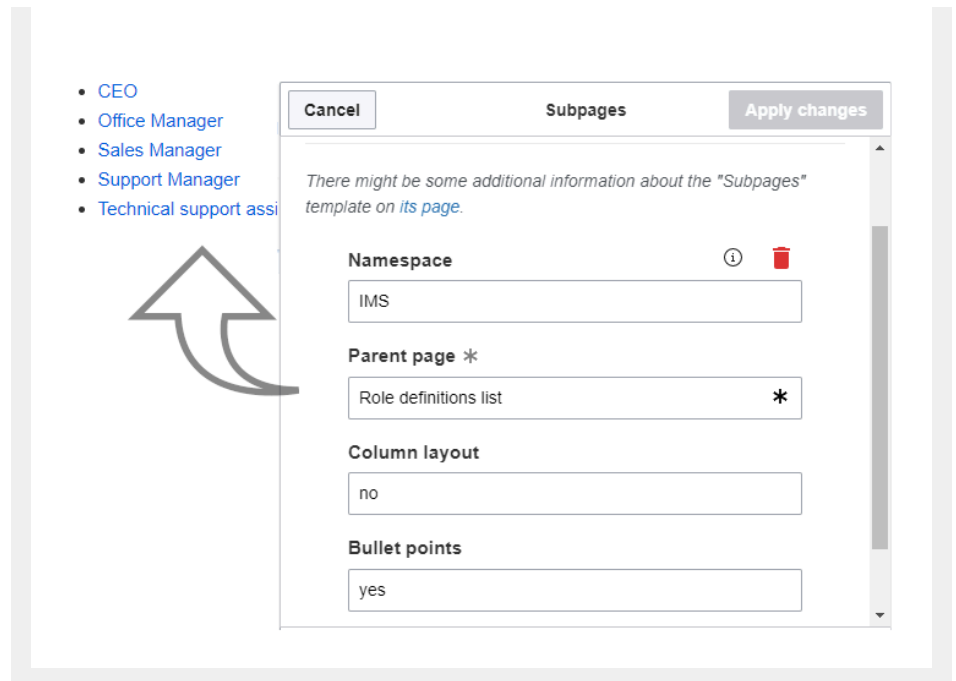 CEO
Office Manager
Sales Manager
Support Manager
Technical support assi
Cancel
Subpages
Apply changes
There might be some additional information about the "Subpages"
template on its page.
Namespace
IMS
Parent page *
Role definitions list *
Column layout
no
Bullet points
yes